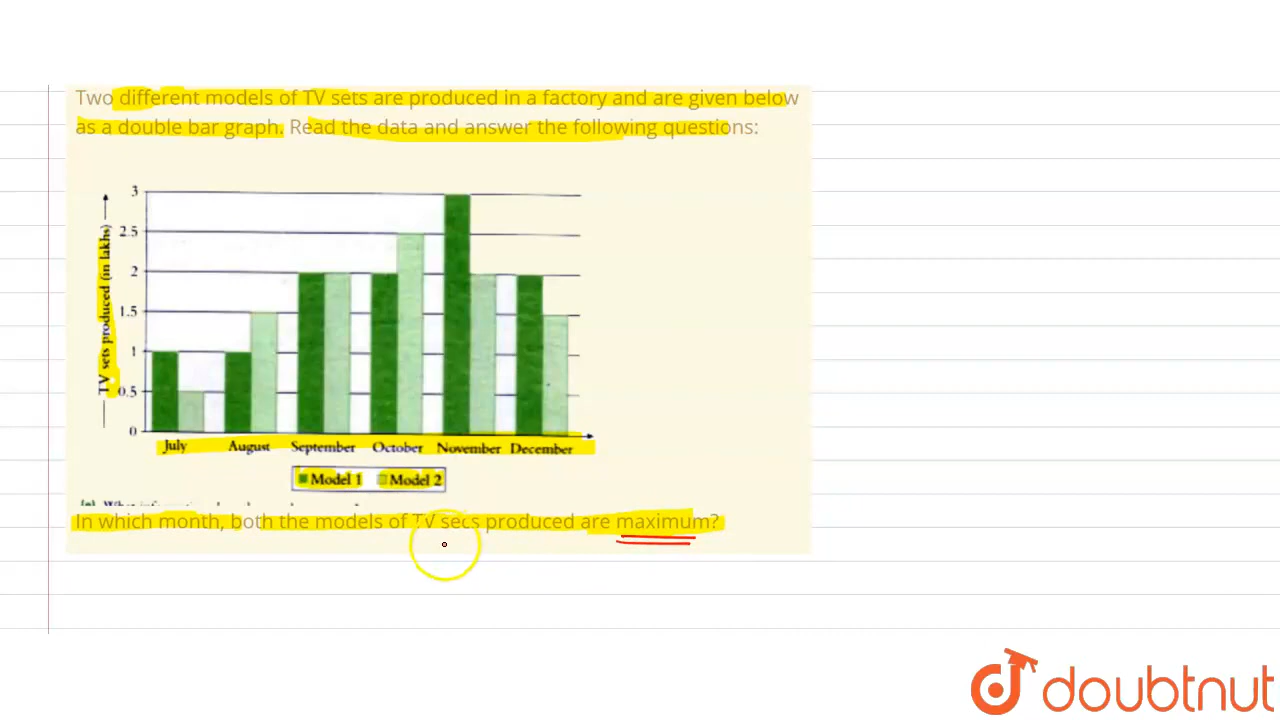 Two different models of TV sets are produced in a factory and are given below
as a double bar graph. Read the data and answer the following questions:
3
2.5
2
1.5
1
0.5
0
TV sets produced (in lakhs)
July August September October November December
Model 1 Model 2
In which month, both the models of TV secs produced are maximum?
doubtnut